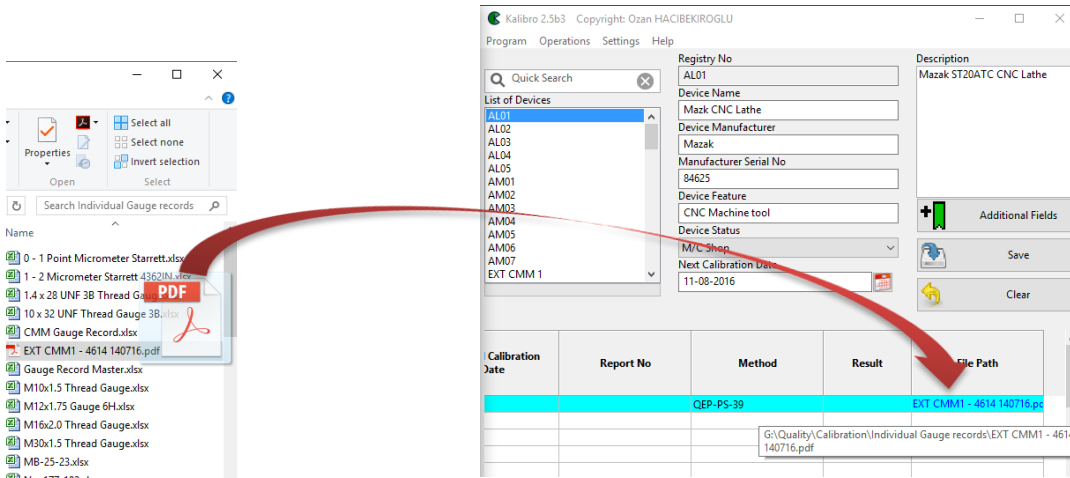 Select all
Select none
Invert selection
Properties
Open
Select
Search Individual Gauge records
Name
0 - 1 Point Micrometer Starrett.xlsx
1 - 2 Micrometer Starrett 4362IN.xlsx
1.4 x 28 UNF 3B Thread Gaug
10 x 32 UNF Thread Gauge 3B.xlsx
CMM Gauge Record.xlsx
EXT CMM1 - 4614 140716.pdf
Gauge Record Master.xlsx
M10x1.5 Thread Gauge.xlsx
M12x1.75 Gauge 6H.xlsx
M16x2.0 Thread Gauge.xlsx
M30x1.5 Thread Gauge.xlsx
MB-25-23.xlsx
PDF
Kalibro 2.5b3 Copyright: Ozan HACIBEKIROGLU
Program Operations Settings Help
Quick Search
List of Devices
AL01
AL02
AL03
AL04
AL05
AM01
AM02
AM03
AM04
AM05
AM06
AM07
EXT CMM 1
Registry No
AL01
Device Name
Mazk CNC Lathe
Device Manufacturer
Mazak
Manufacturer Serial No
84625
Device Feature
CNC Machine tool
Device Status
M/C Shop
Next Calibration Date
11-08-2016
Description
Mazak ST20ATC CNC Lathe
Additional Fields
Save
Clear
Calibration Date
Report No
Method
Result
File Path
QEP-PS-39
EXT CMM1 - 4614 140716.pc
G:\Quality\Calibration\Individual Gauge records\EXT CMM1 - 4614
140716.pdf